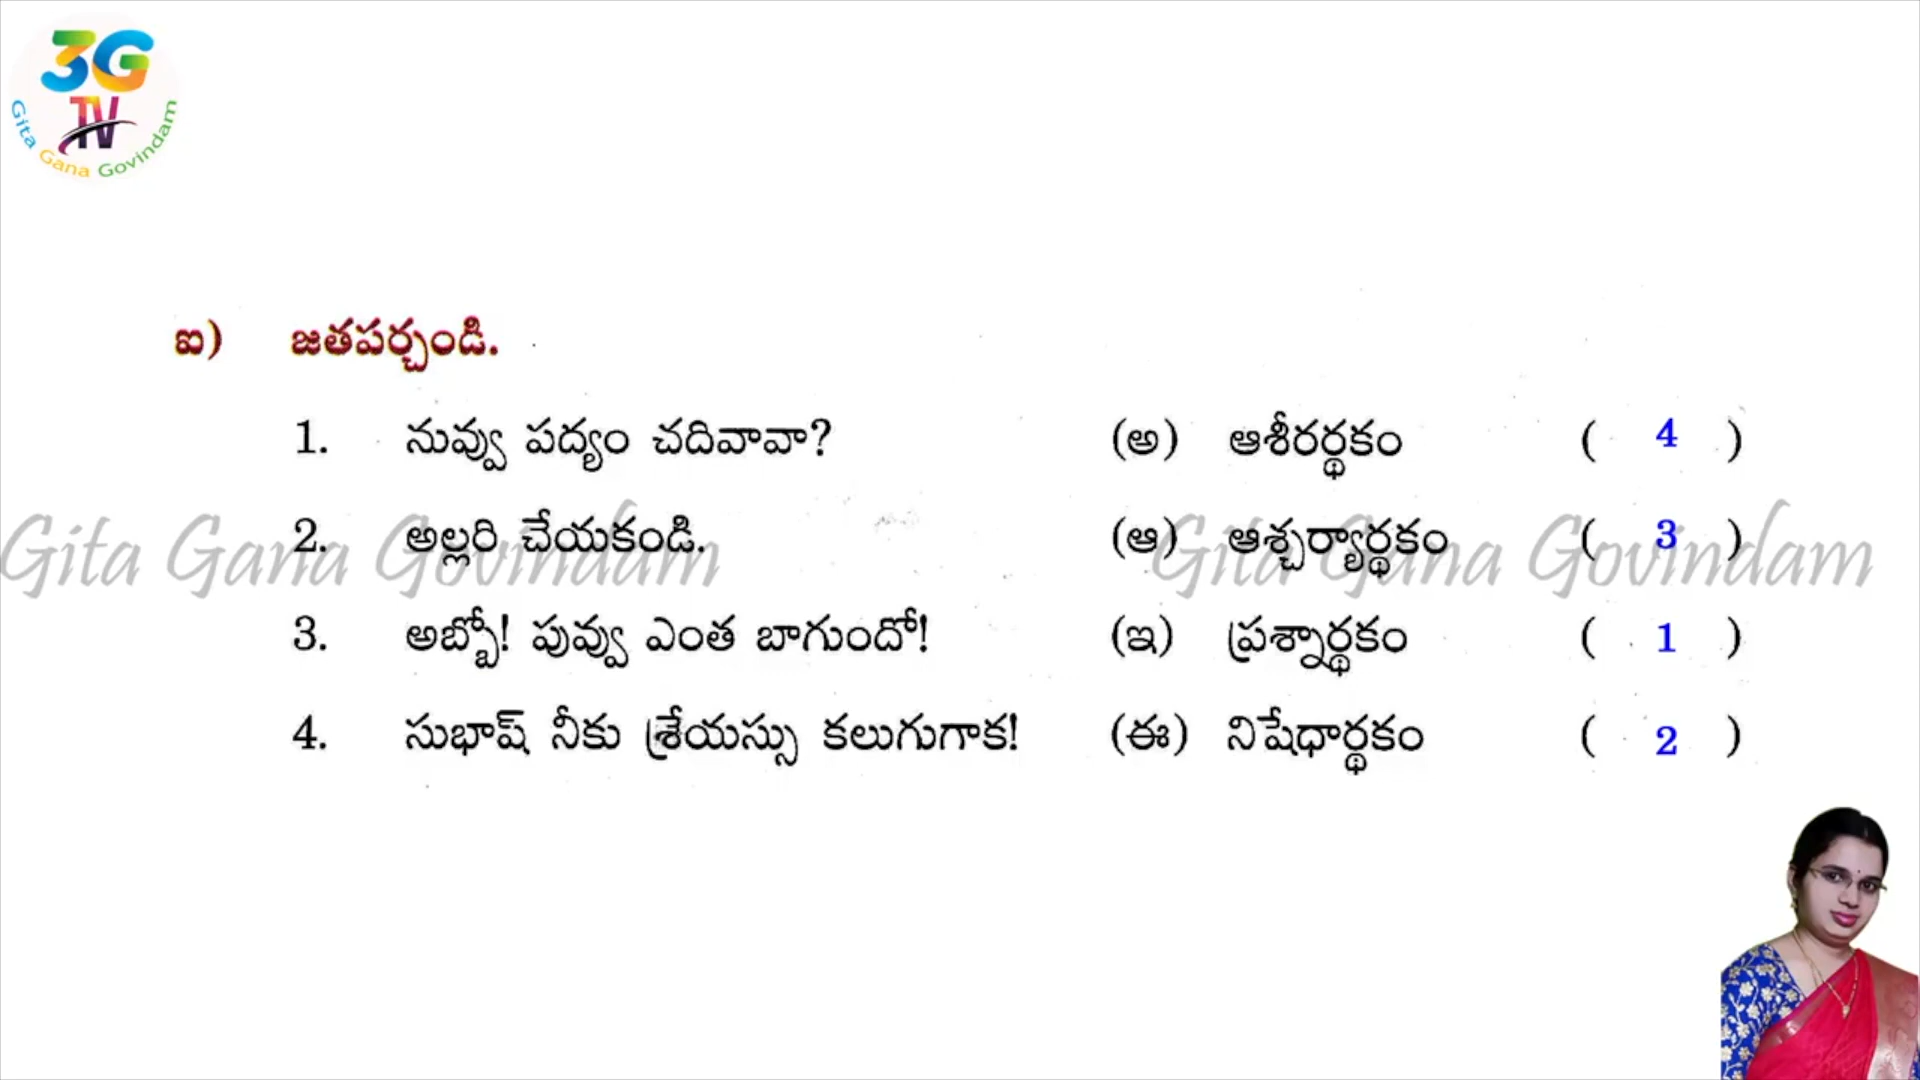 3G
TV
Gita Gana Govindam
ఐ) జతపర్చండి.
1. నువ్వు పద్యం చదివావా? (అ) ఆశీరర్థకం ( 4 )
2. అల్లరి చేయకండి. (ఆ) ఆశ్చర్యార్థకం ( 3 )
Gita Gana Govindam Gita Gana Govindam
3. అబ్బో! పువ్వు ఎంత బాగుందో! (ఇ) ప్రశ్నార్థకం ( 1 )
4. సుభాష్ నీకు శ్రేయస్సు కలుగుగాక! (ఈ) నిషేధార్థకం ( 2 )